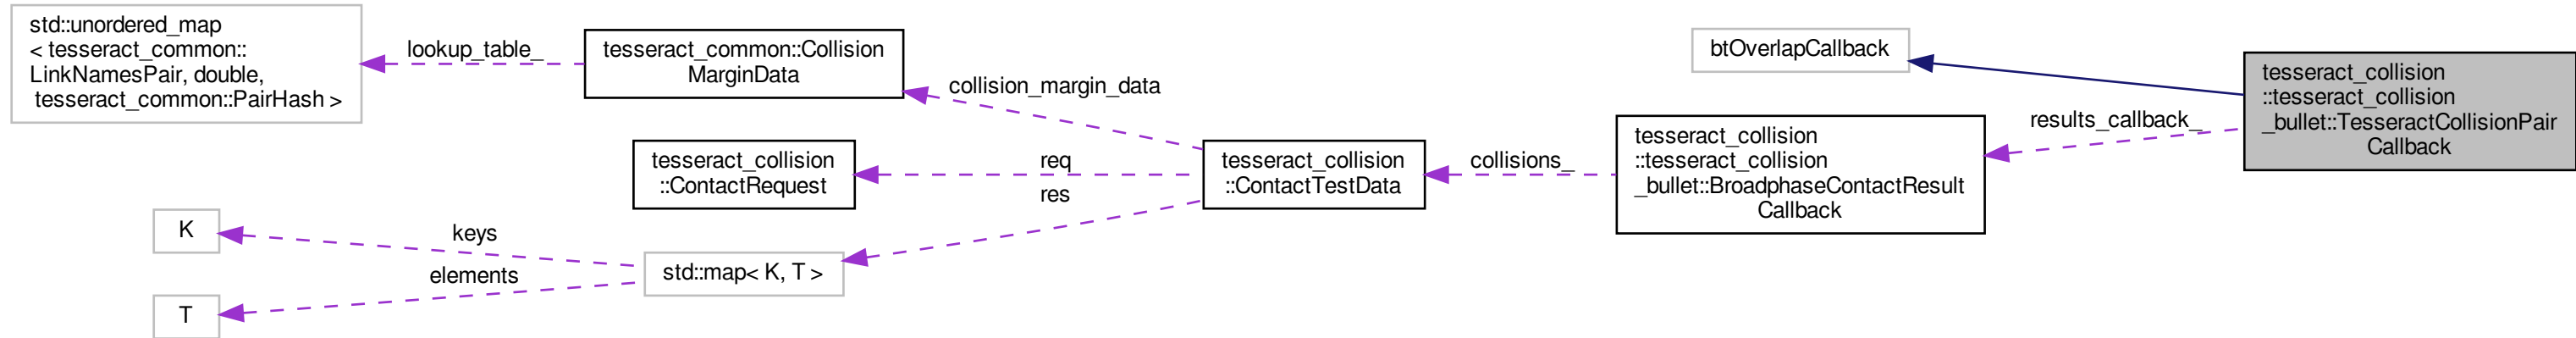 std::unordered_map
< tesseract_common::
LinkNamesPair, double,
tesseract_common::PairHash >
lookup_table_
tesseract_common::Collision
MarginData
collision_margin_data
btOverlapCallback
tesseract_collision
::tesseract_collision
_bullet::TesseractCollisionPair
Callback
results_callback_
tesseract_collision
::tesseract_collision
_bullet::BroadphaseContactResult
Callback
collisions_
tesseract_collision
::ContactTestData
req
res
tesseract_collision
::ContactRequest
K
keys
elements
std::map< K, T >
T